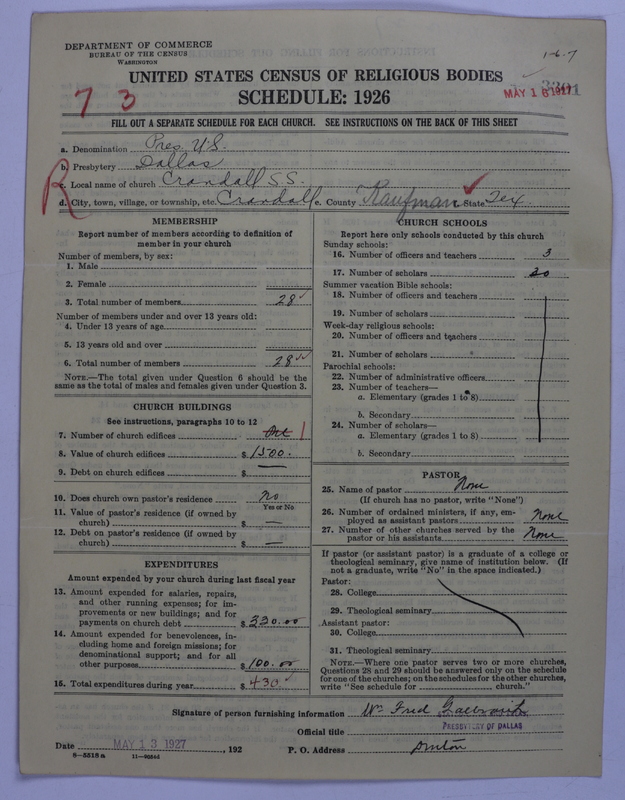 DEPARTMENT OF COMMERCE
BUREAU OF THE CENSUS
WASHINGTON
1-6-7
UNITED STATES CENSUS OF RELIGIOUS BODIES
SCHEDULE: 1926
MAY 16 1927
7 3
FILL OUT A SEPARATE SCHEDULE FOR EACH CHURCH. SEE INSTRUCTIONS ON THE BACK OF THIS SHEET
R
a. Denomination Pres. U.S.
b. Presbytery Dallas
c. Local name of church Crandall S.S.
d. City, town, village, or township, etc. Crandall e. County Kaufman State Tex.
MEMBERSHIP
Report number of members according to definition of
member in your church
Number of members, by sex:
1. Male
2. Female
3. Total number of members 28
Number of members under and over 13 years old:
4. Under 13 years of age
5. 13 years old and over
6. Total number of members 28
NOTE.—The total given under Question 6 should be the
same as the total of males and females given under Question 3.
CHURCH BUILDINGS
See instructions, paragraphs 10 to 12
7. Number of church edifices 1
8. Value of church edifices $ 1500.
9. Debt on church edifices $ —
10. Does church own pastor's residence No
Yes or No
11. Value of pastor's residence (if owned by
church) $ —
12. Debt on pastor's residence (if owned by
church) $ —
EXPENDITURES
Amount expended by your church during last fiscal year
13. Amount expended for salaries, repairs,
and other running expenses; for im-
provements or new buildings; and for
payments on church debt $ 330.00
14. Amount expended for benevolences, in-
cluding home and foreign missions; for
denominational support; and for all
other purposes $ 100.00
15. Total expenditures during year $ 430
CHURCH SCHOOLS
Report here only schools conducted by this church
Sunday schools:
16. Number of officers and teachers 3
17. Number of scholars 20
Summer vacation Bible schools:
18. Number of officers and teachers
19. Number of scholars
Week-day religious schools:
20. Number of officers and teachers
21. Number of scholars
Parochial schools:
22. Number of administrative officers
23. Number of teachers—
a. Elementary (grades 1 to 8)
b. Secondary
24. Number of scholars—
a. Elementary (grades 1 to 8)
b. Secondary
PASTOR
25. Name of pastor None
(If church has no pastor, write "None")
26. Number of ordained ministers, if any, em-
ployed as assistant pastors None
27. Number of other churches served by the
pastor or his assistants None
If pastor (or assistant pastor) is a graduate of a college or
theological seminary, give name of institution below. (If
not a graduate, write "No" in the space indicated.)
Pastor:
28. College
29. Theological seminary
Assistant pastor:
30. College
31. Theological seminary
NOTE.—Where one pastor serves two or more churches,
Questions 28 and 29 should be answered only on the schedule
for one of the churches; on the schedules for the other churches,
write "See schedule for church."
Signature of person furnishing information Wm Fred Galbraith
Official title PRESBYTERY OF DALLAS
Date MAY 13 1927, 192 P. O. Address
8—5518a 11—